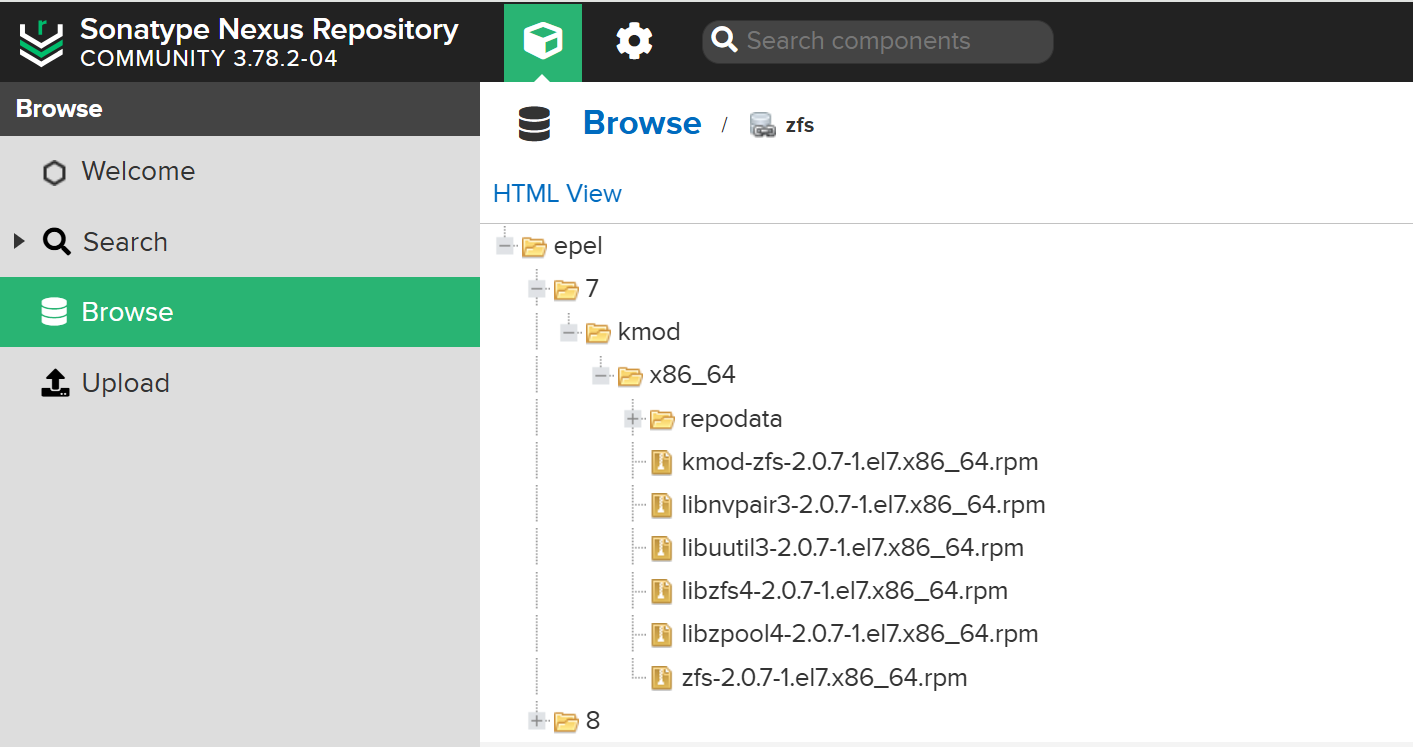 Sonatype Nexus Repository
COMMUNITY 3.78.2-04
Search components
Browse
Welcome
Search
Browse
Upload
Browse / zfs
HTML View
epel
7
kmod
x86_64
repodata
kmod-zfs-2.0.7-1.el7.x86_64.rpm
libnvpair3-2.0.7-1.el7.x86_64.rpm
libuutil3-2.0.7-1.el7.x86_64.rpm
libzfs4-2.0.7-1.el7.x86_64.rpm
libzpool4-2.0.7-1.el7.x86_64.rpm
zfs-2.0.7-1.el7.x86_64.rpm
8